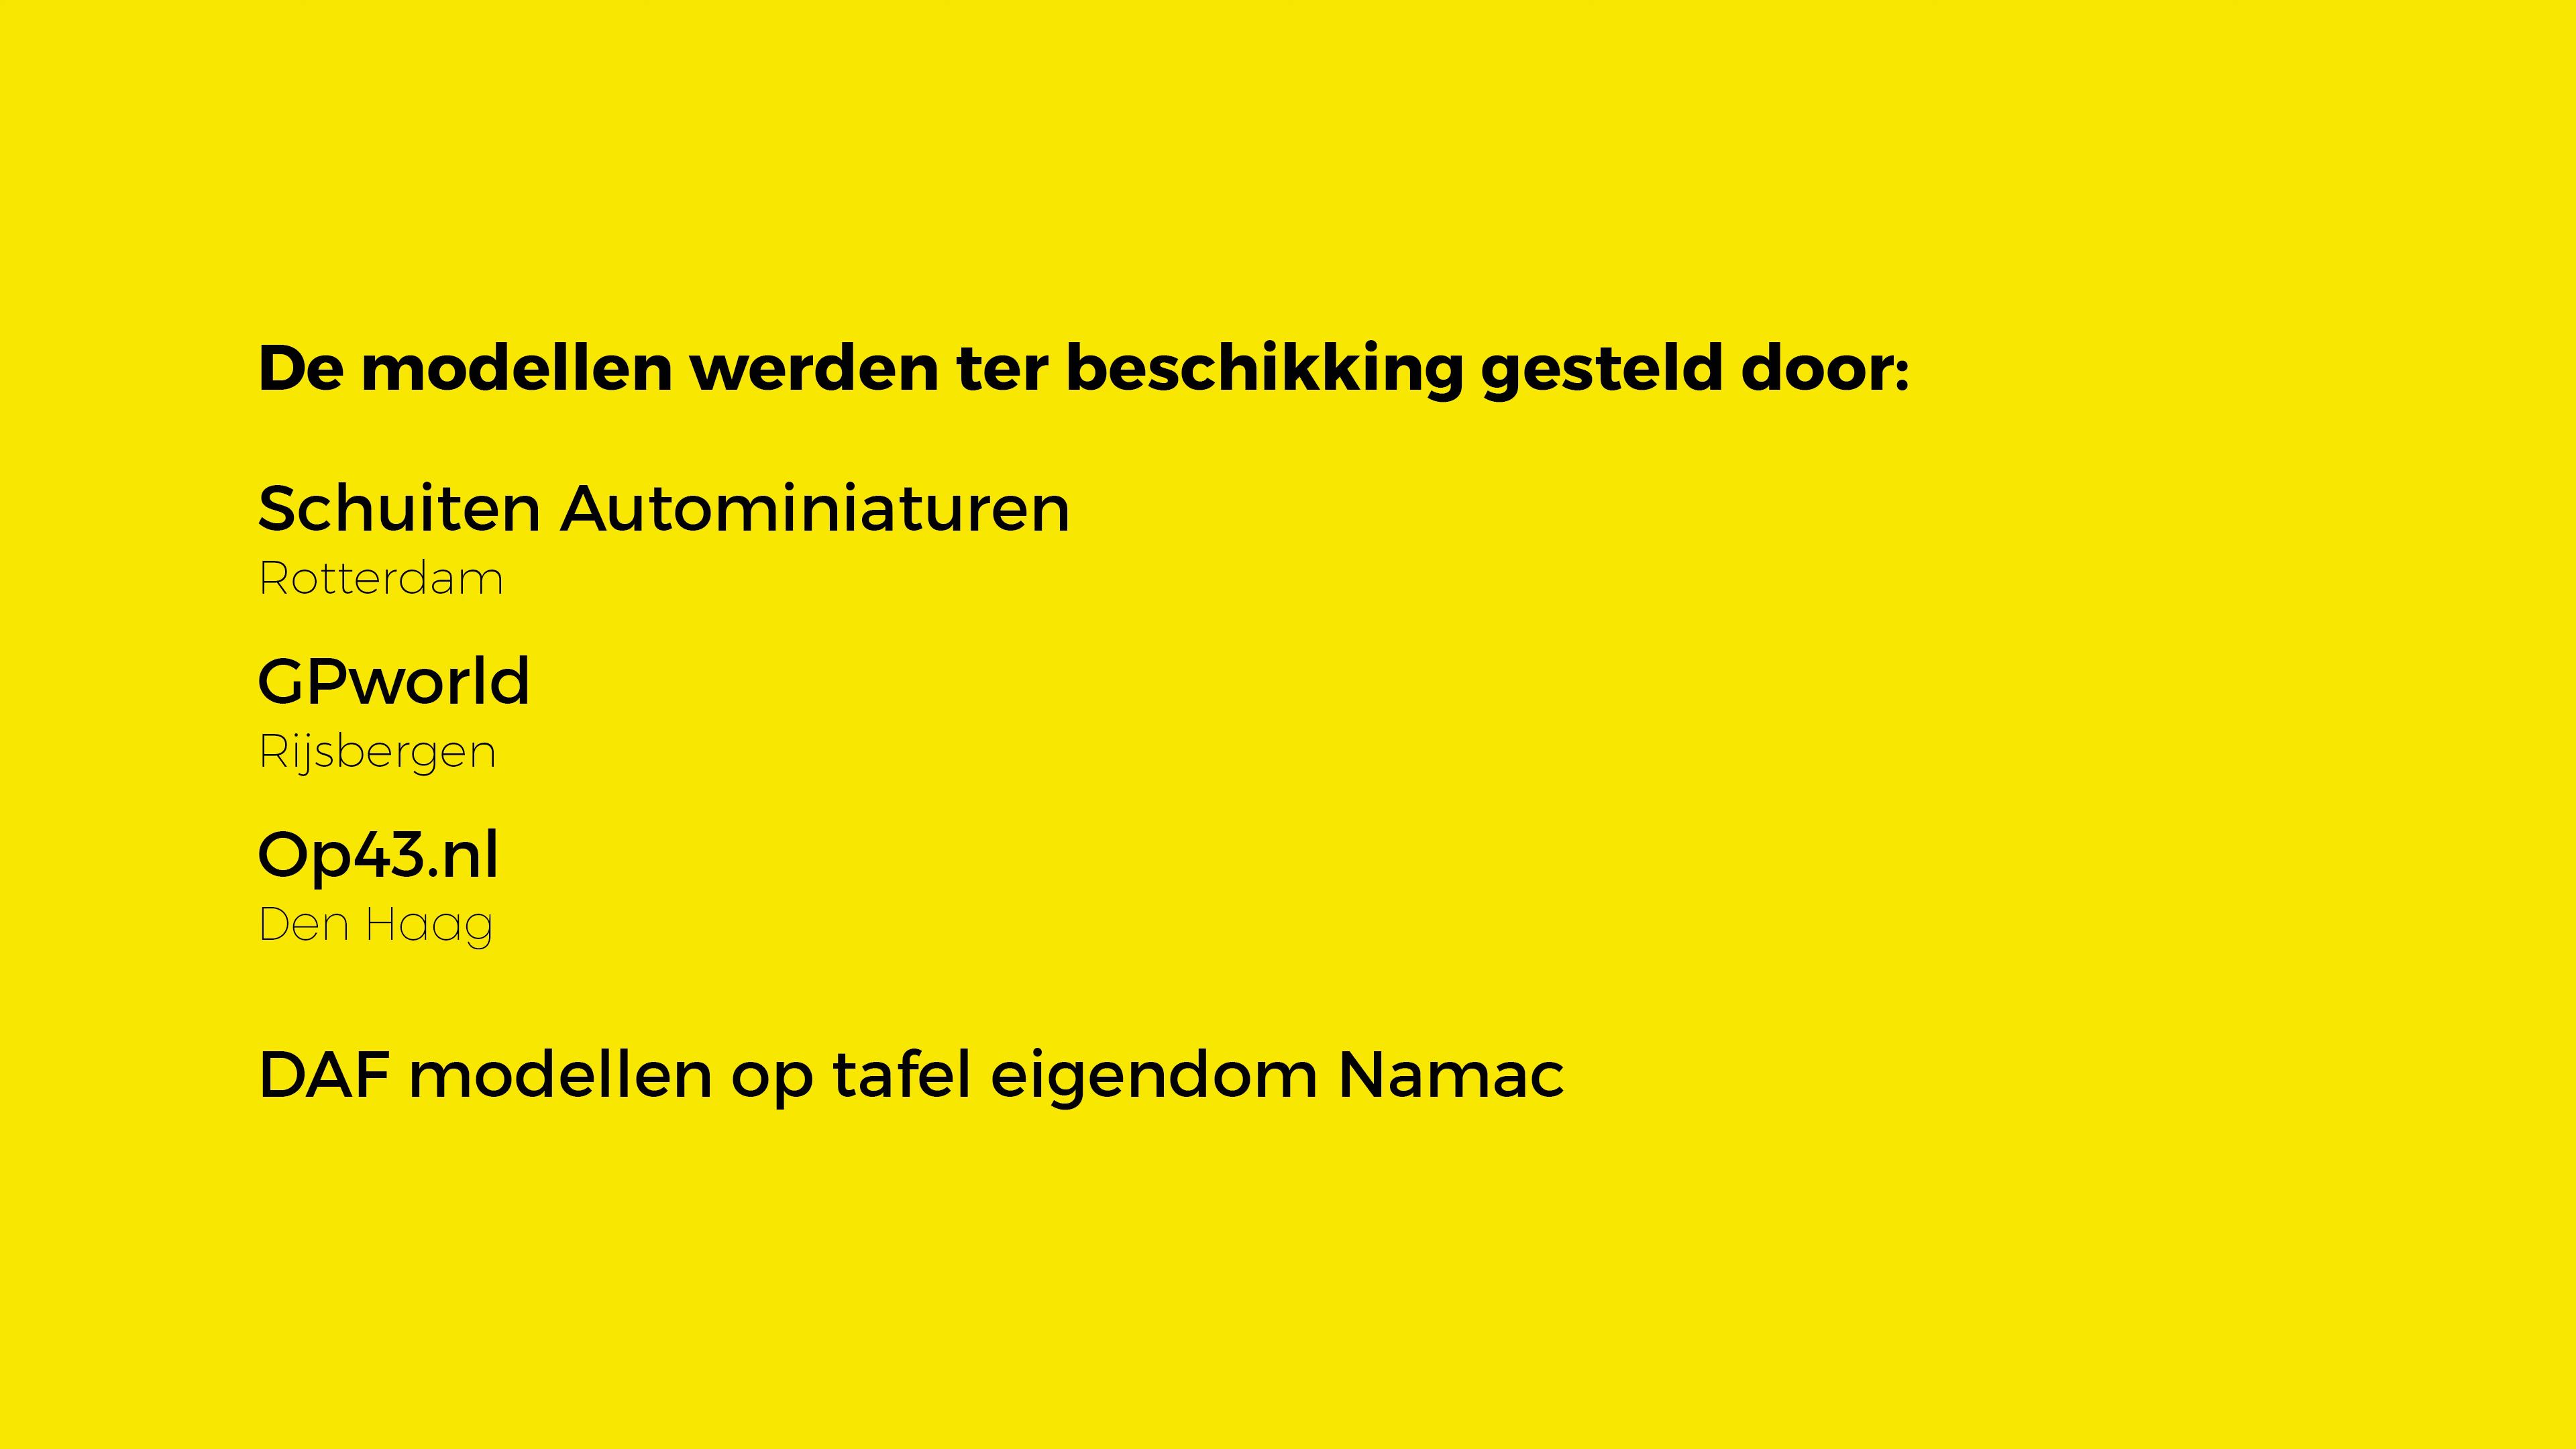 De modellen werden ter beschikking gesteld door:
Schuiten Autominiaturen
Rotterdam
GPworld
Rijsbergen
Op43.nl
Den Haag
DAF modellen op tafel eigendom Namac